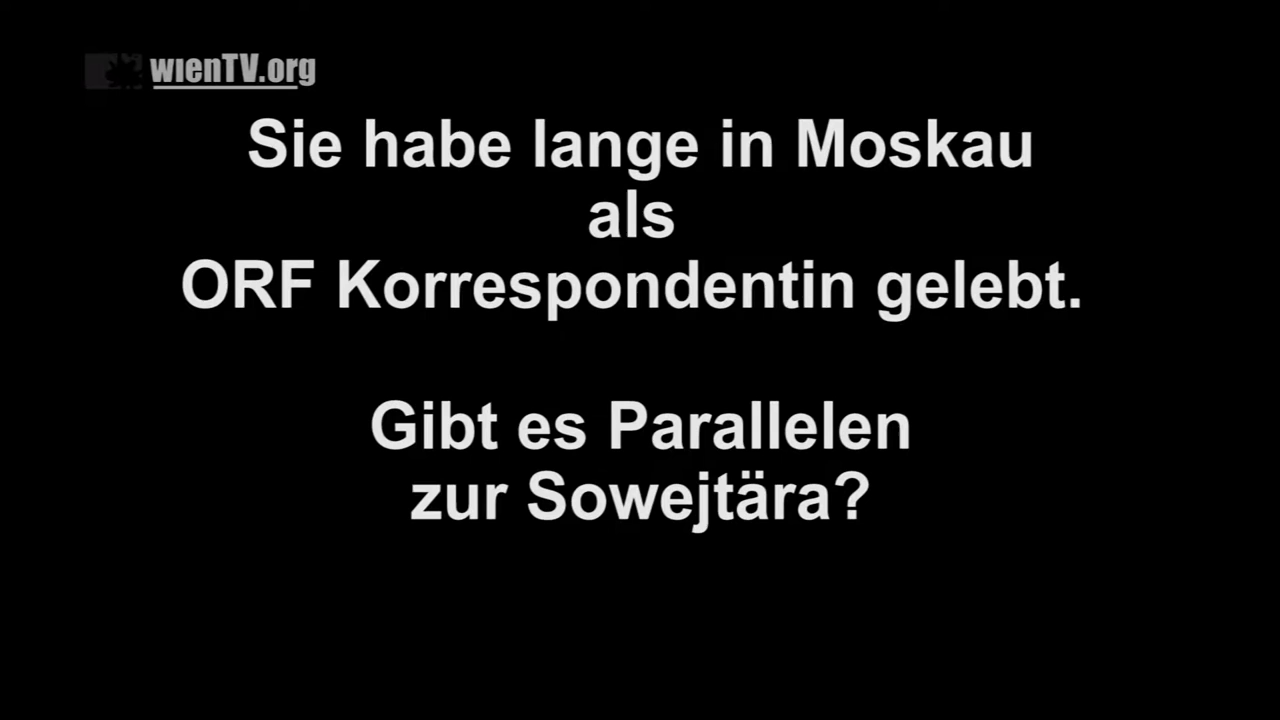 wienTV.org
Sie habe lange in Moskau
als
ORF Korrespondentin gelebt.
Gibt es Parallelen
zur Sowejtära?